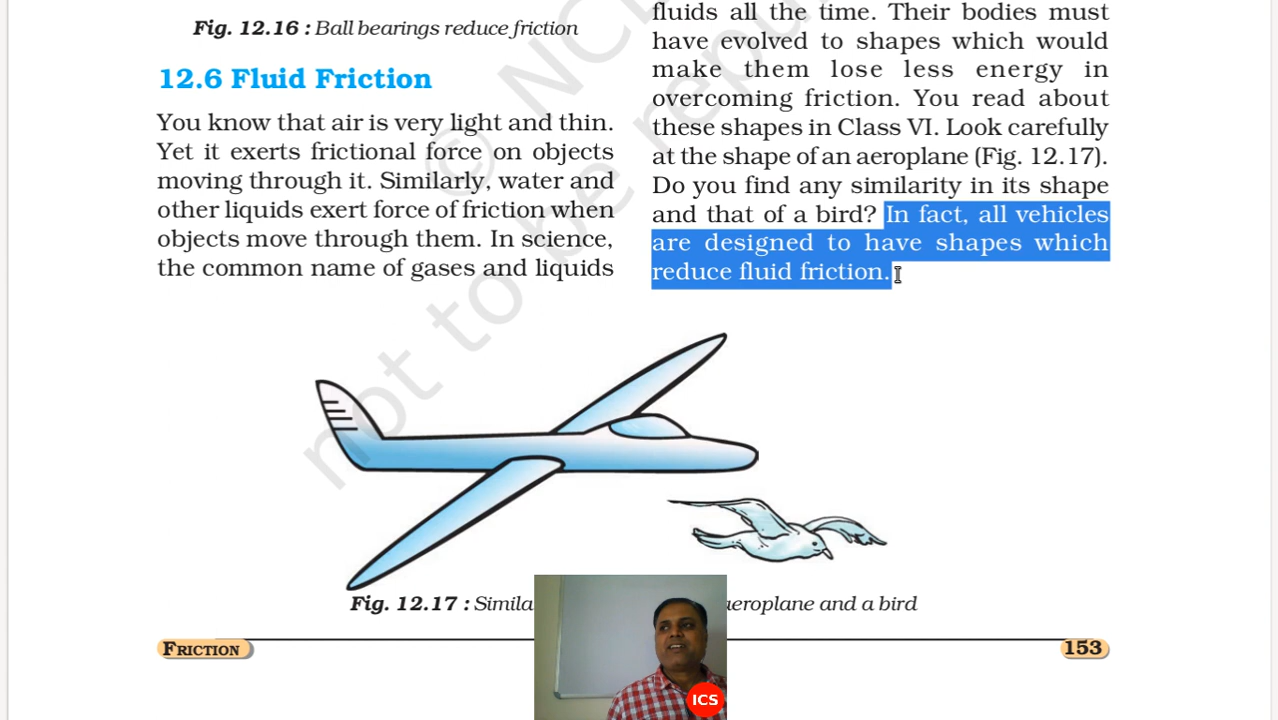 Fig. 12.16 : Ball bearings reduce friction
12.6 Fluid Friction
You know that air is very light and thin.
Yet it exerts frictional force on objects
moving through it. Similarly, water and
other liquids exert force of friction when
objects move through them. In science,
the common name of gases and liquids
fluids all the time. Their bodies must
have evolved to shapes which would
make them lose less energy in
overcoming friction. You read about
these shapes in Class VI. Look carefully
at the shape of an aeroplane (Fig. 12.17).
Do you find any similarity in its shape
and that of a bird? In fact, all vehicles
are designed to have shapes which
reduce fluid friction.
© NC
not to be repu
Fig. 12.17 : Simila
aeroplane and a bird
FRICTION
153
ICS